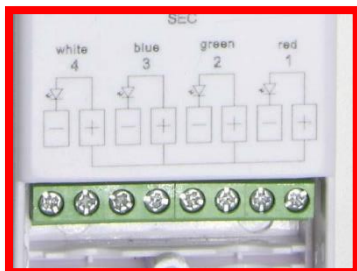 SEC
white blue green red
4 3 2 1
- + - + - + - +